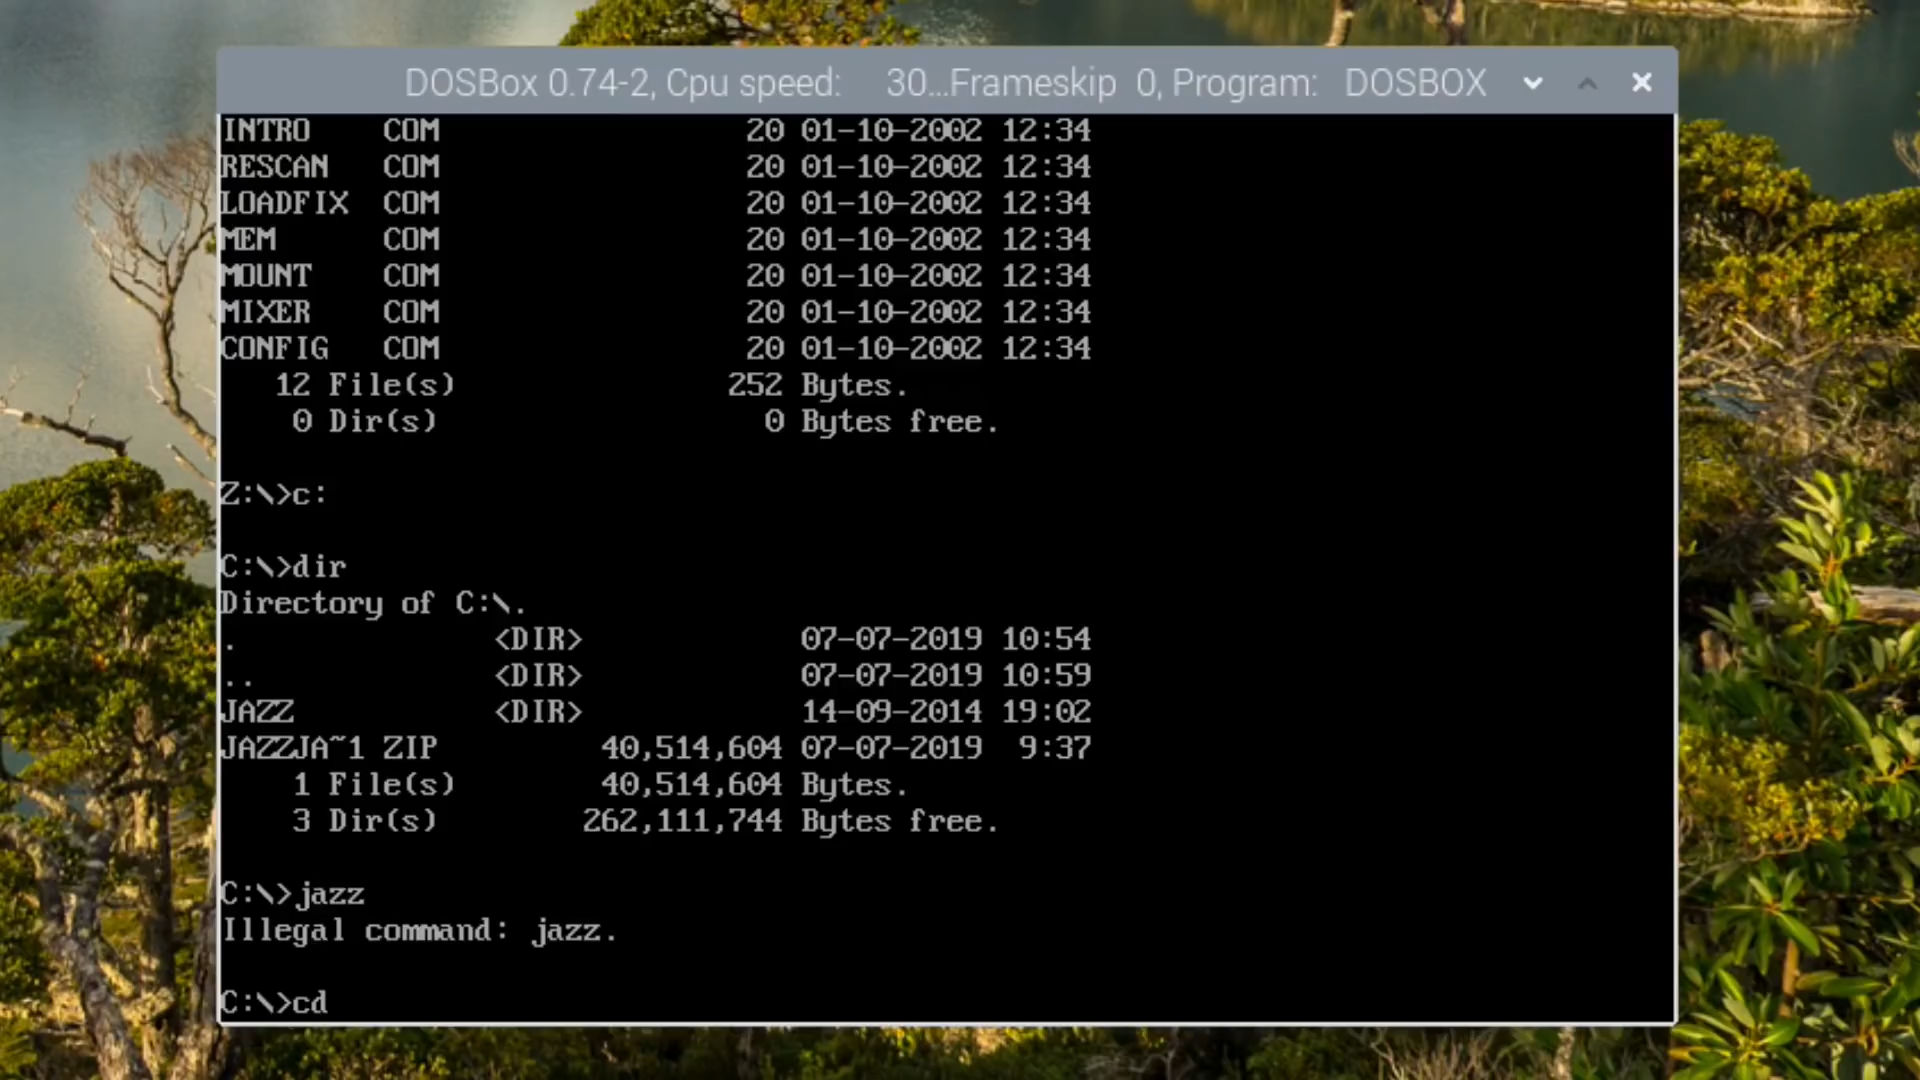 DOSBox 0.74-2, Cpu speed: 30...Frameskip 0, Program: DOSBOX
INTRO COM 20 01-10-2002 12:34
RESCAN COM 20 01-10-2002 12:34
LOADFIX COM 20 01-10-2002 12:34
MEM COM 20 01-10-2002 12:34
MOUNT COM 20 01-10-2002 12:34
MIXER COM 20 01-10-2002 12:34
CONFIG COM 20 01-10-2002 12:34
12 File(s) 252 Bytes.
0 Dir(s) 0 Bytes free.
Z:\>c:
C:\>dir
Directory of C:\.
. <DIR> 07-07-2019 10:54
.. <DIR> 07-07-2019 10:59
JAZZ <DIR> 14-09-2014 19:02
JAZZJA~1 ZIP 40,514,604 07-07-2019 9:37
1 File(s) 40,514,604 Bytes.
3 Dir(s) 262,111,744 Bytes free.
C:\>jazz
Illegal command: jazz.
C:\>cd